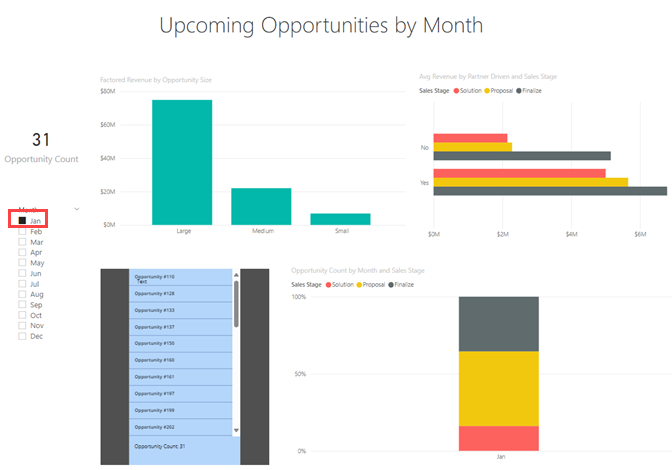 Upcoming Opportunities by Month
31
Opportunity Count
Month
Jan
Feb
Mar
Apr
May
Jun
Jul
Aug
Sep
Oct
Nov
Dec
Factored Revenue by Opportunity Size
$80M
$60M
$40M
$20M
$0M
Large Medium Small
Avg Revenue by Partner Driven and Sales Stage
Sales Stage Solution Proposal Finalize
No
Yes
$0M $2M $4M $6M
Opportunity #110
Opportunity #128
Opportunity #133
Opportunity #137
Opportunity #150
Opportunity #160
Opportunity #161
Opportunity #197
Opportunity #199
Opportunity #202
Opportunity Count: 31
Opportunity Count by Month and Sales Stage
Sales Stage Solution Proposal Finalize
100%
50%
0%
Jan